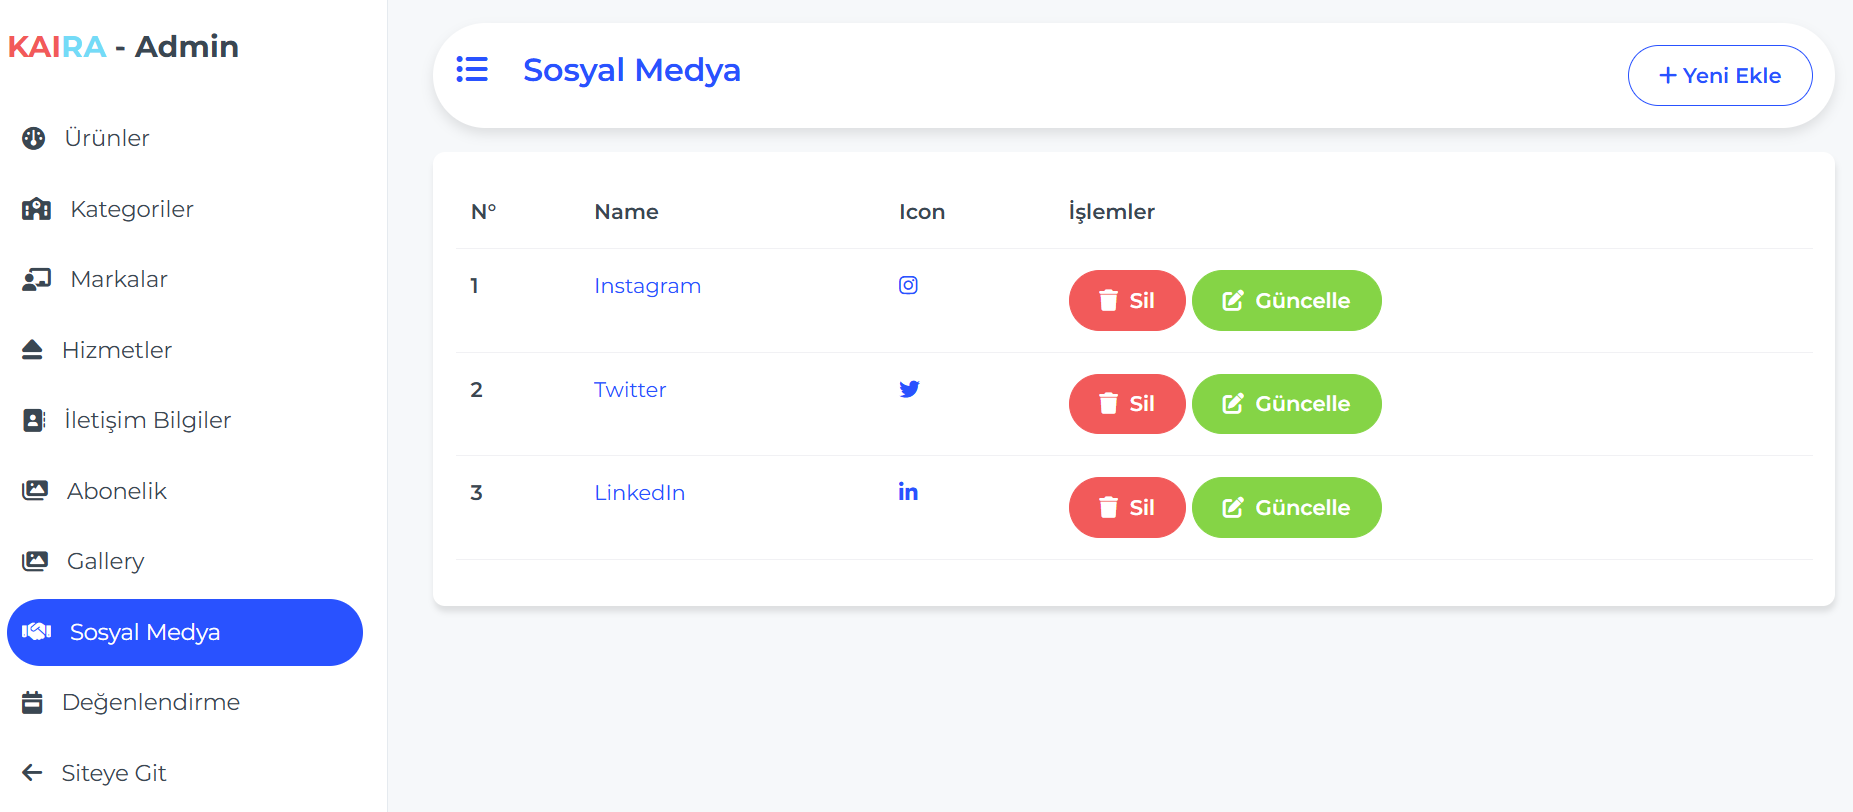 KAIRA - Admin
Ürünler
Kategoriler
Markalar
Hizmetler
İletişim Bilgiler
Abonelik
Gallery
Sosyal Medya
Değenlendirme
Siteye Git
Sosyal Medya
+ Yeni Ekle
N° Name Icon İşlemler
1 Instagram Sil Güncelle
2 Twitter Sil Güncelle
3 LinkedIn Sil Güncelle